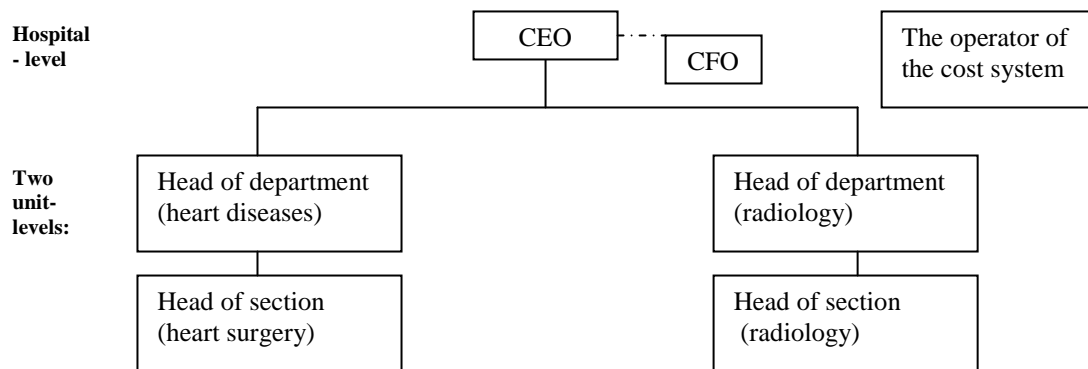 Hospital
- level
CEO
CFO
The operator of
the cost system
Two
unit-
levels:
Head of department
(heart diseases)
Head of department
(radiology)
Head of section
(heart surgery)
Head of section
(radiology)